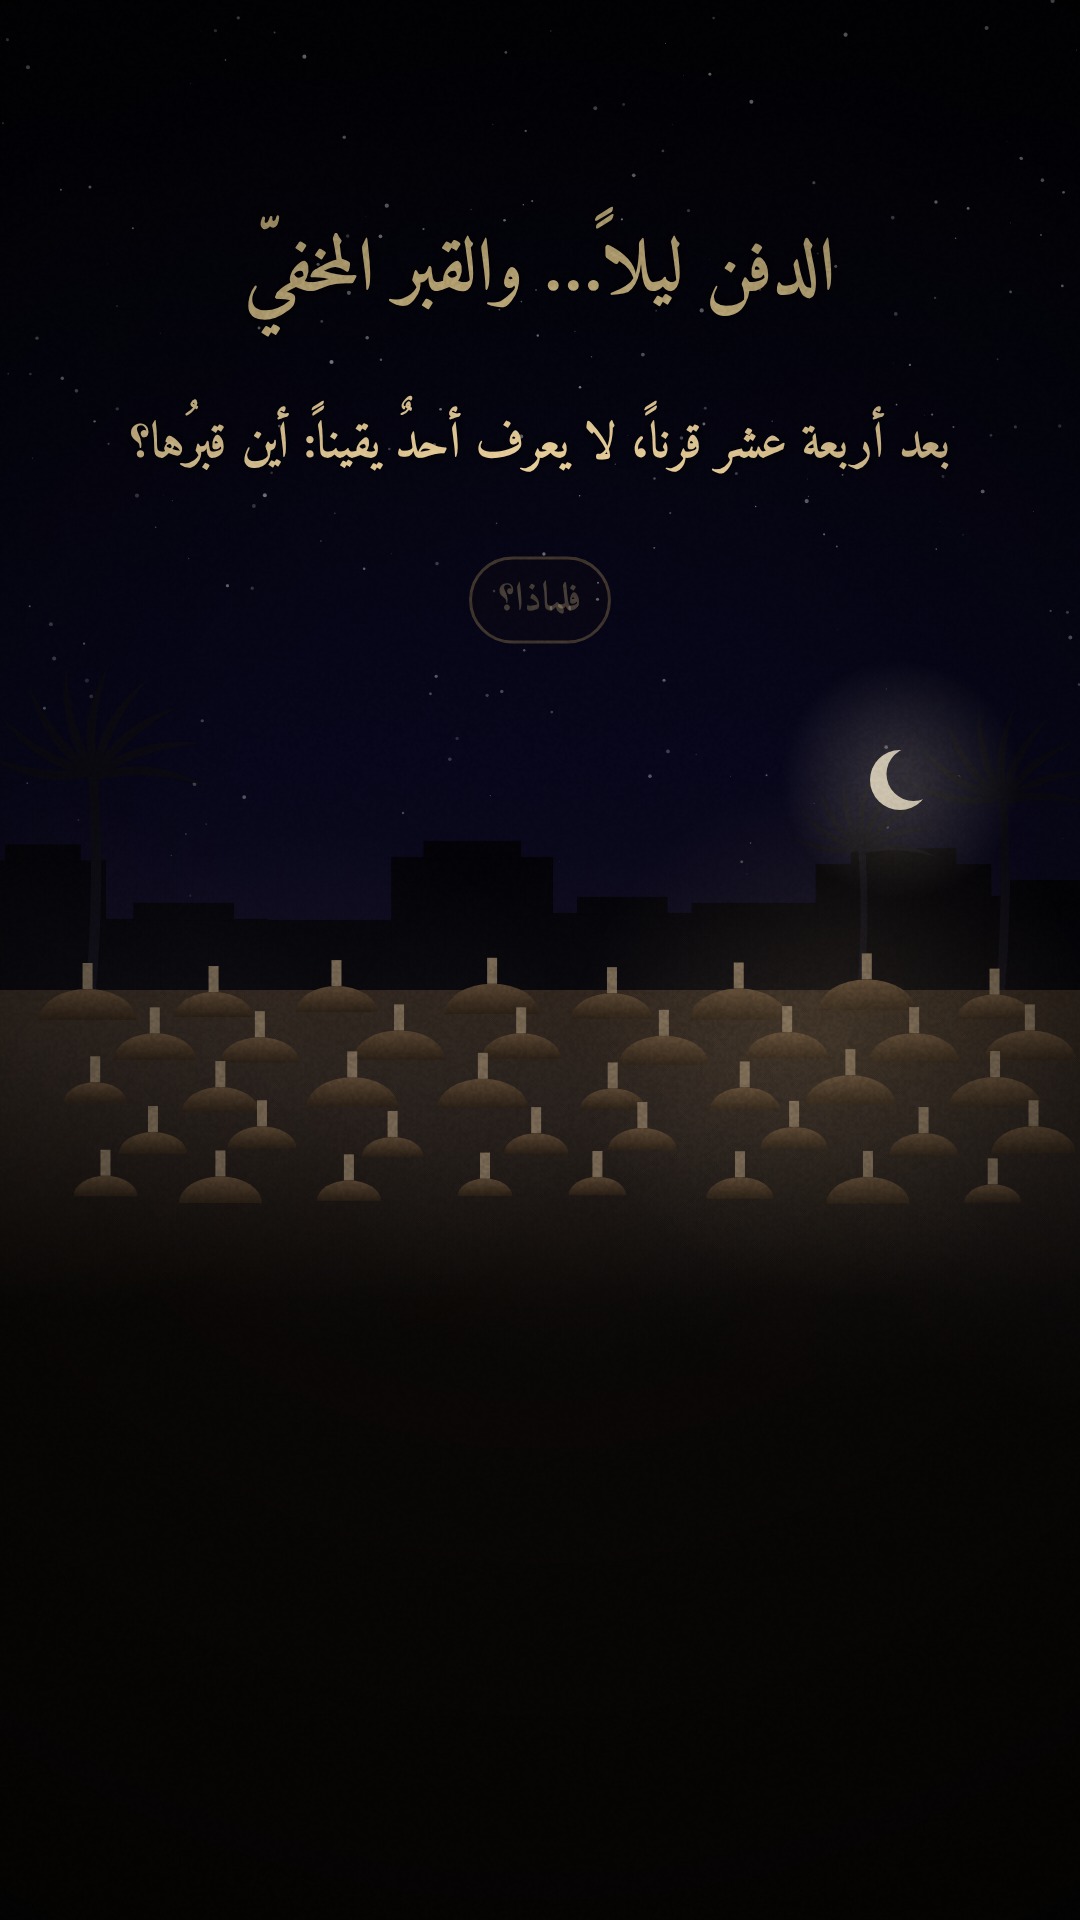 الدفن ليلاً... والقبر المخفيّ
بعد أربعة عشر قرناً، لا يعرف أحدٌ يقيناً: أين قبرُها؟
فلماذا؟